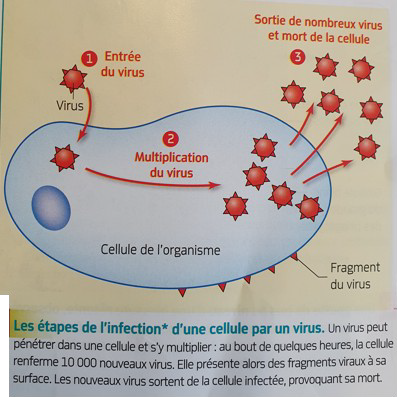 Sortie de nombreux virus
et mort de la cellule
3
1 Entrée
du virus
Virus
2
Multiplication
du virus
Cellule de l'organisme
Fragment
du virus
Les étapes de l'infection* d'une cellule par un virus. Un virus peut
pénétrer dans une cellule et s'y multiplier : au bout de quelques heures, la cellule
renferme 10 000 nouveaux virus. Elle présente alors des fragments viraux à sa
surface. Les nouveaux virus sortent de la cellule infectée, provoquant sa mort.